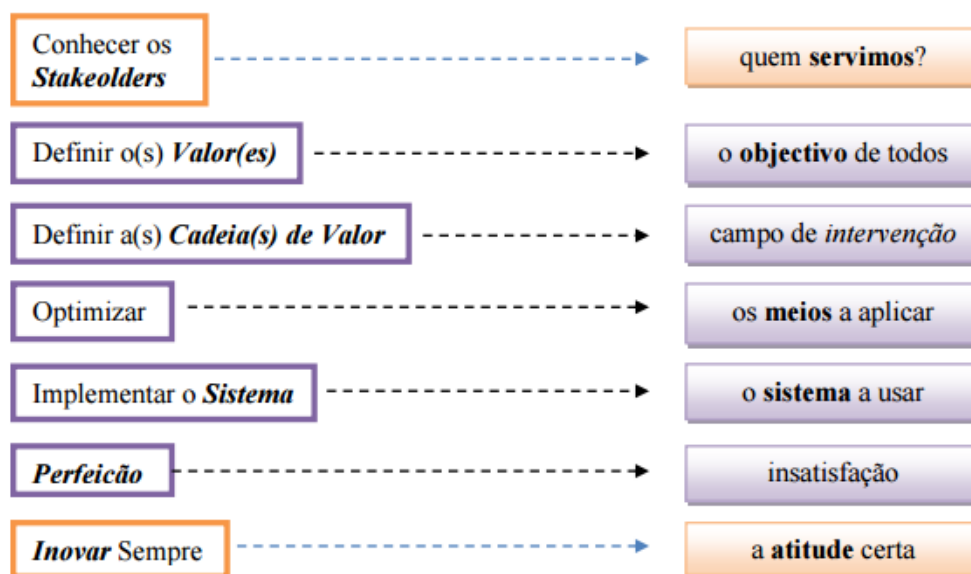 Conhecer os
Stakeolders
quem servimos?
Definir o(s) Valor(es)
o objectivo de todos
Definir a(s) Cadeia(s) de Valor
campo de intervenção
Optimizar
os meios a aplicar
Implementar o Sistema
o sistema a usar
Perfeicão
insatisfação
Inovar Sempre
a atitude certa